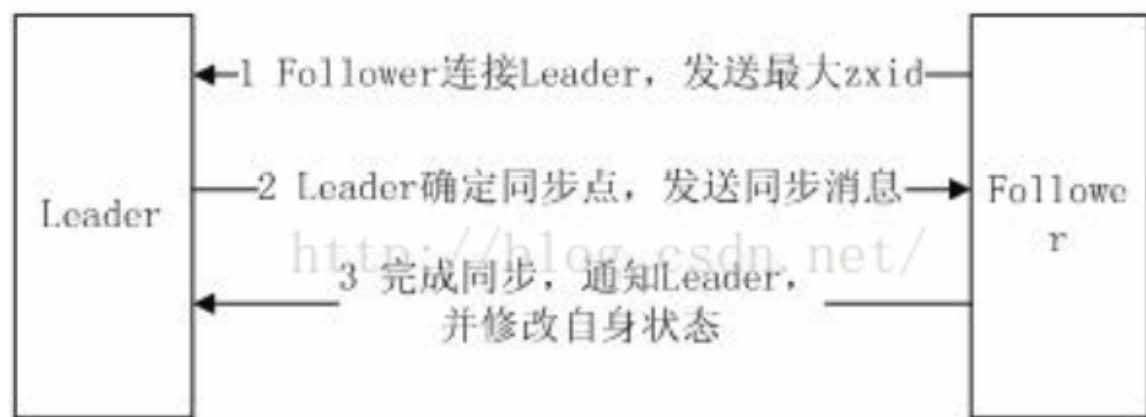 1 Follower连接Leader，发送最大zxid
2 Leader确定同步点，发送同步消息
Leader
Followe
r
http://blog.csdn.net/
3 完成同步，通知Leader，
并修改自身状态